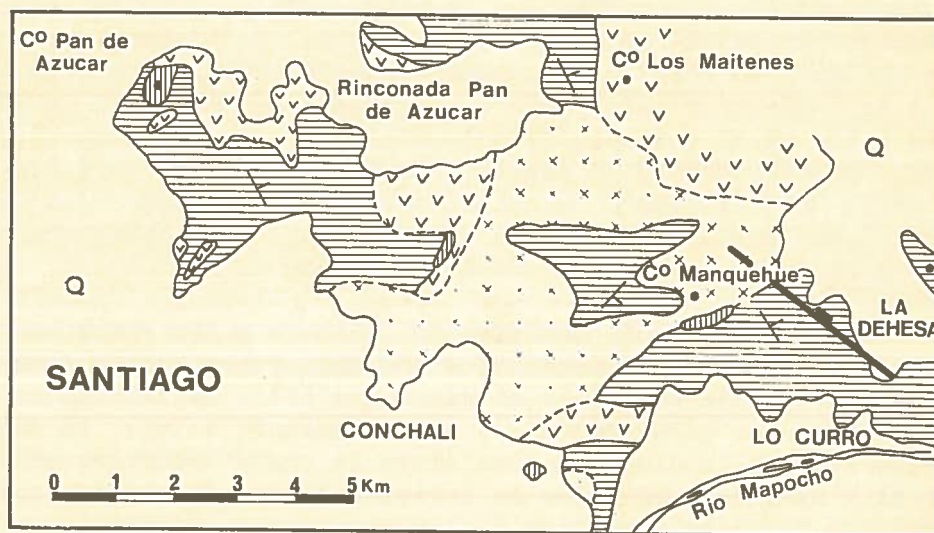 Cº Pan de
Azucar
Rinconada Pan
de Azucar
Cº Los Maitenes
Q
Q
Cº Manquehue
LA
DEHESA
SANTIAGO
CONCHALI
LO CURRO
Rio Mapocho
0 1 2 3 4 5 Km